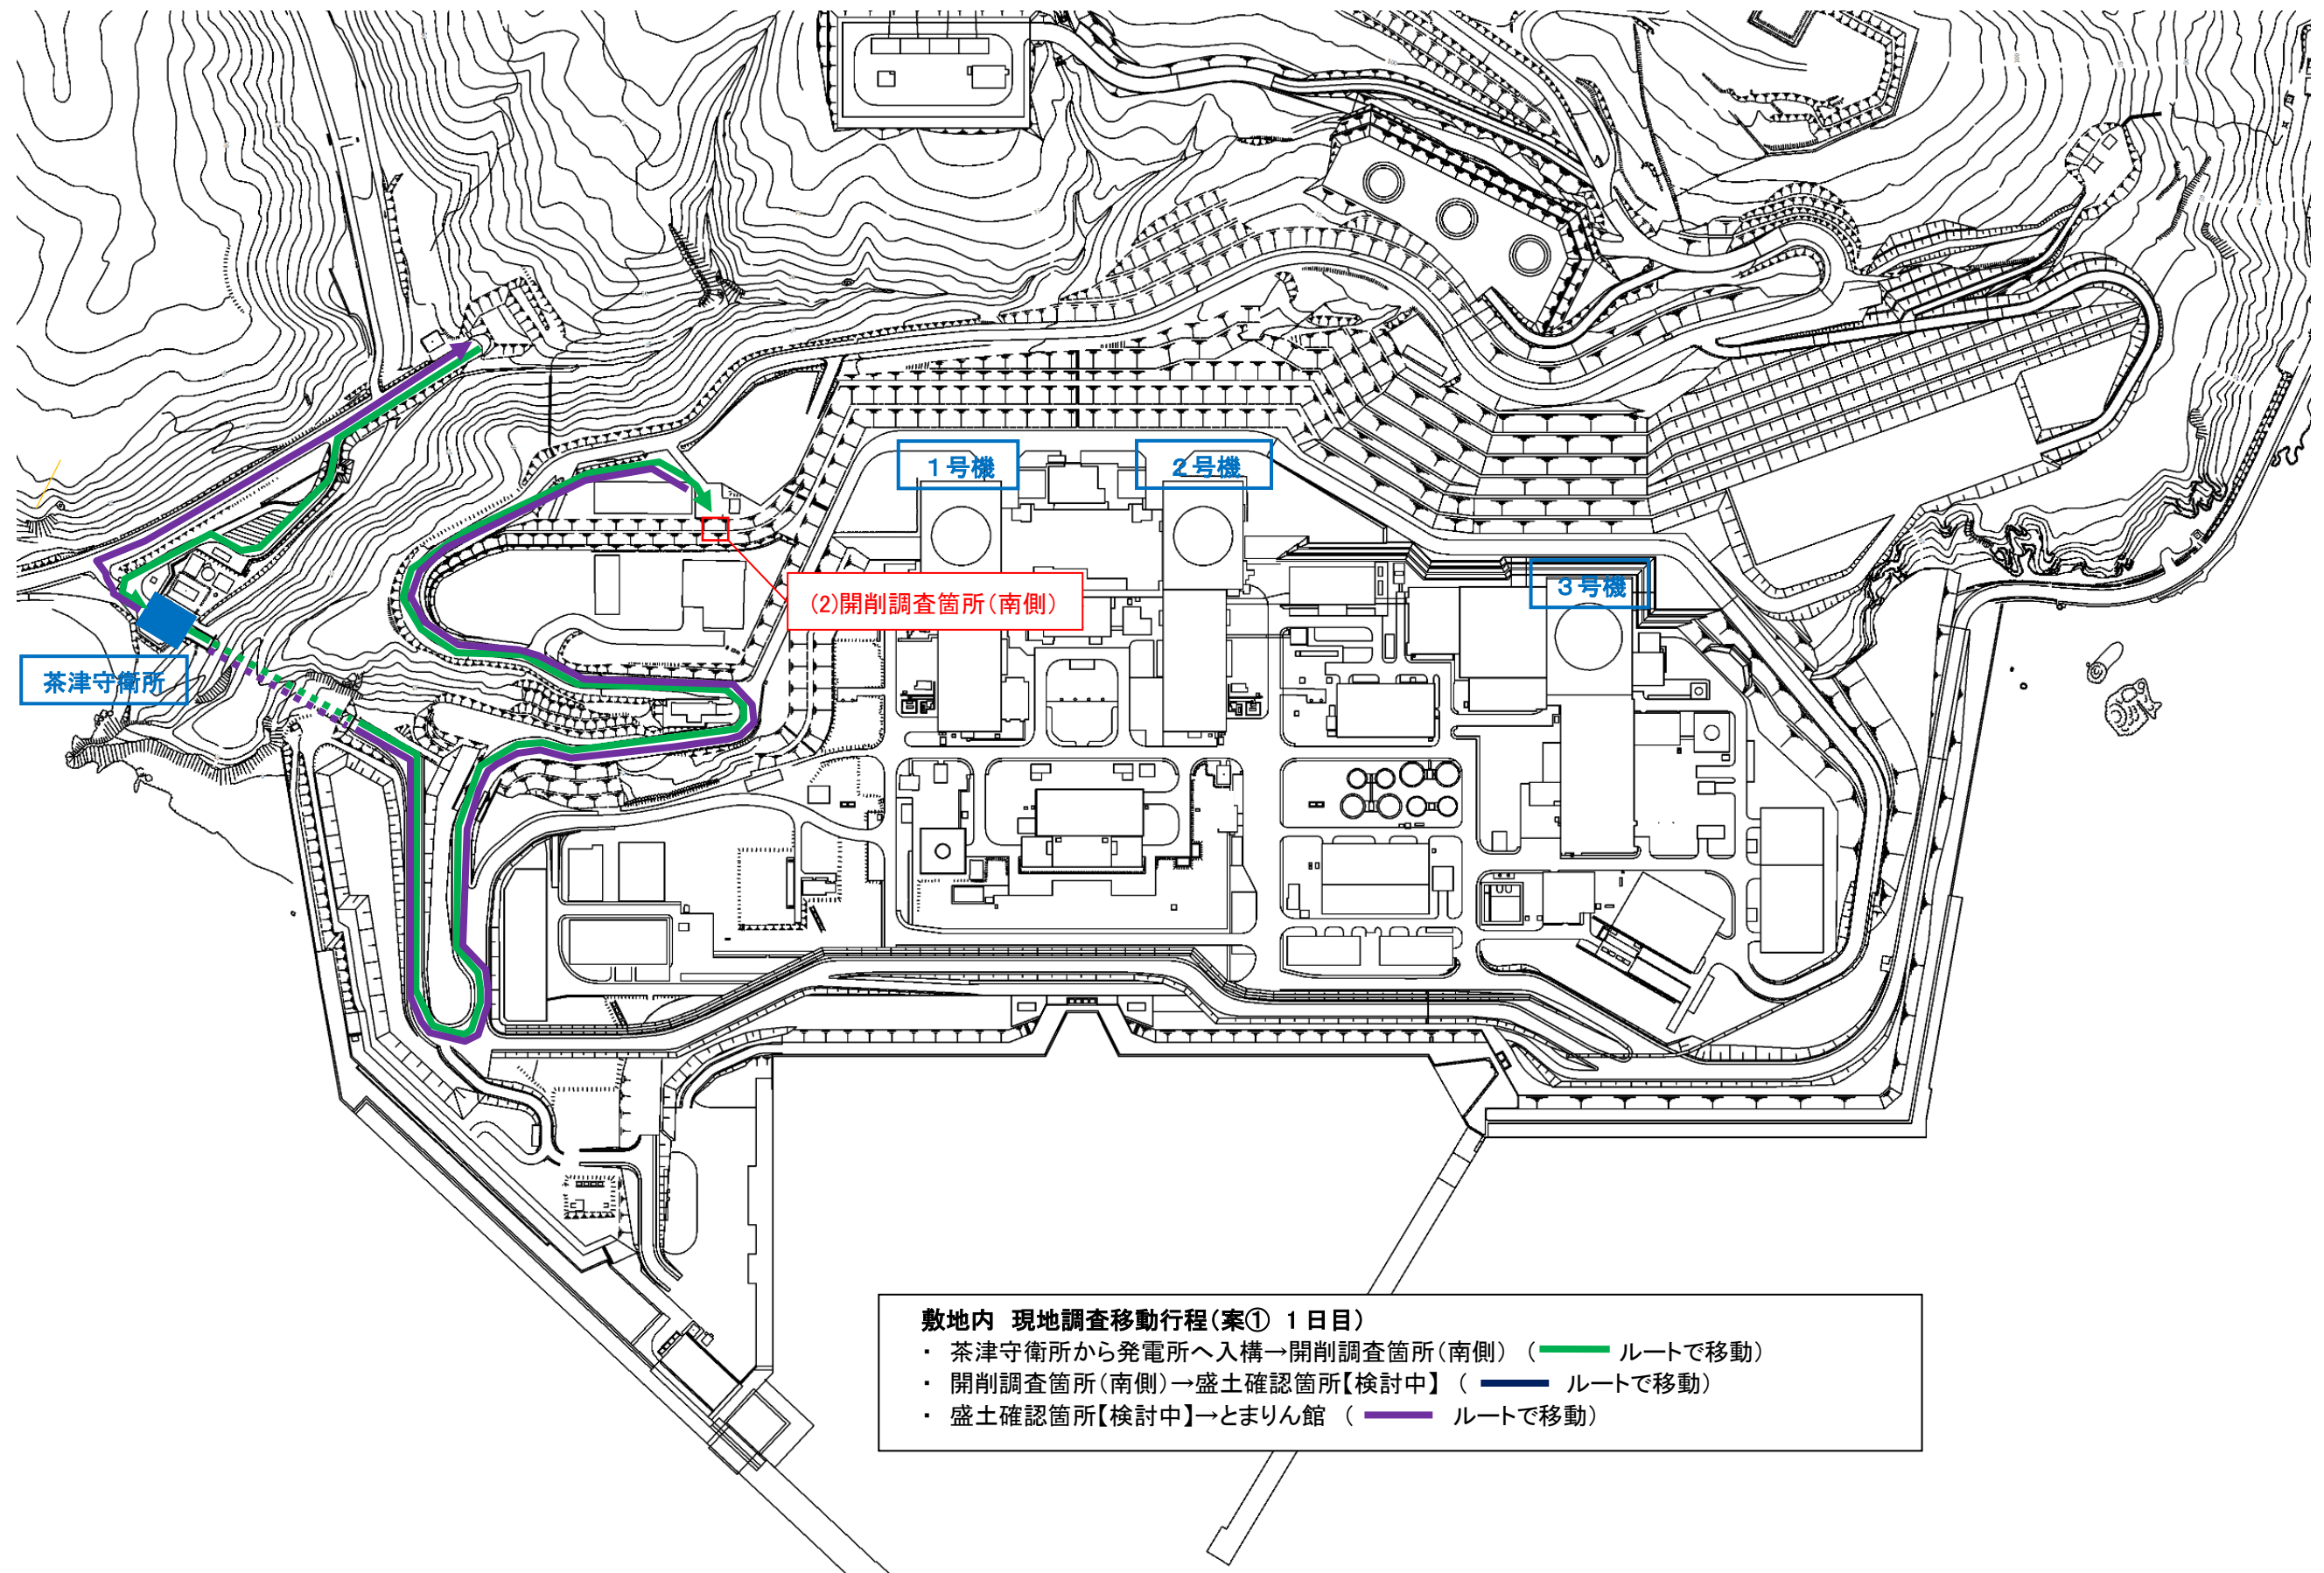 1号機
2号機
3号機
(2)開削調査箇所(南側)
茶津守衛所
敷地内 現地調査移動行程(案① 1日目)
・ 茶津守衛所から発電所へ入構→開削調査箇所(南側) ( ルートで移動)
・ 開削調査箇所(南側)→盛土確認箇所【検討中】 ( ルートで移動)
・ 盛土確認箇所【検討中】→とまりん館 ( ルートで移動)